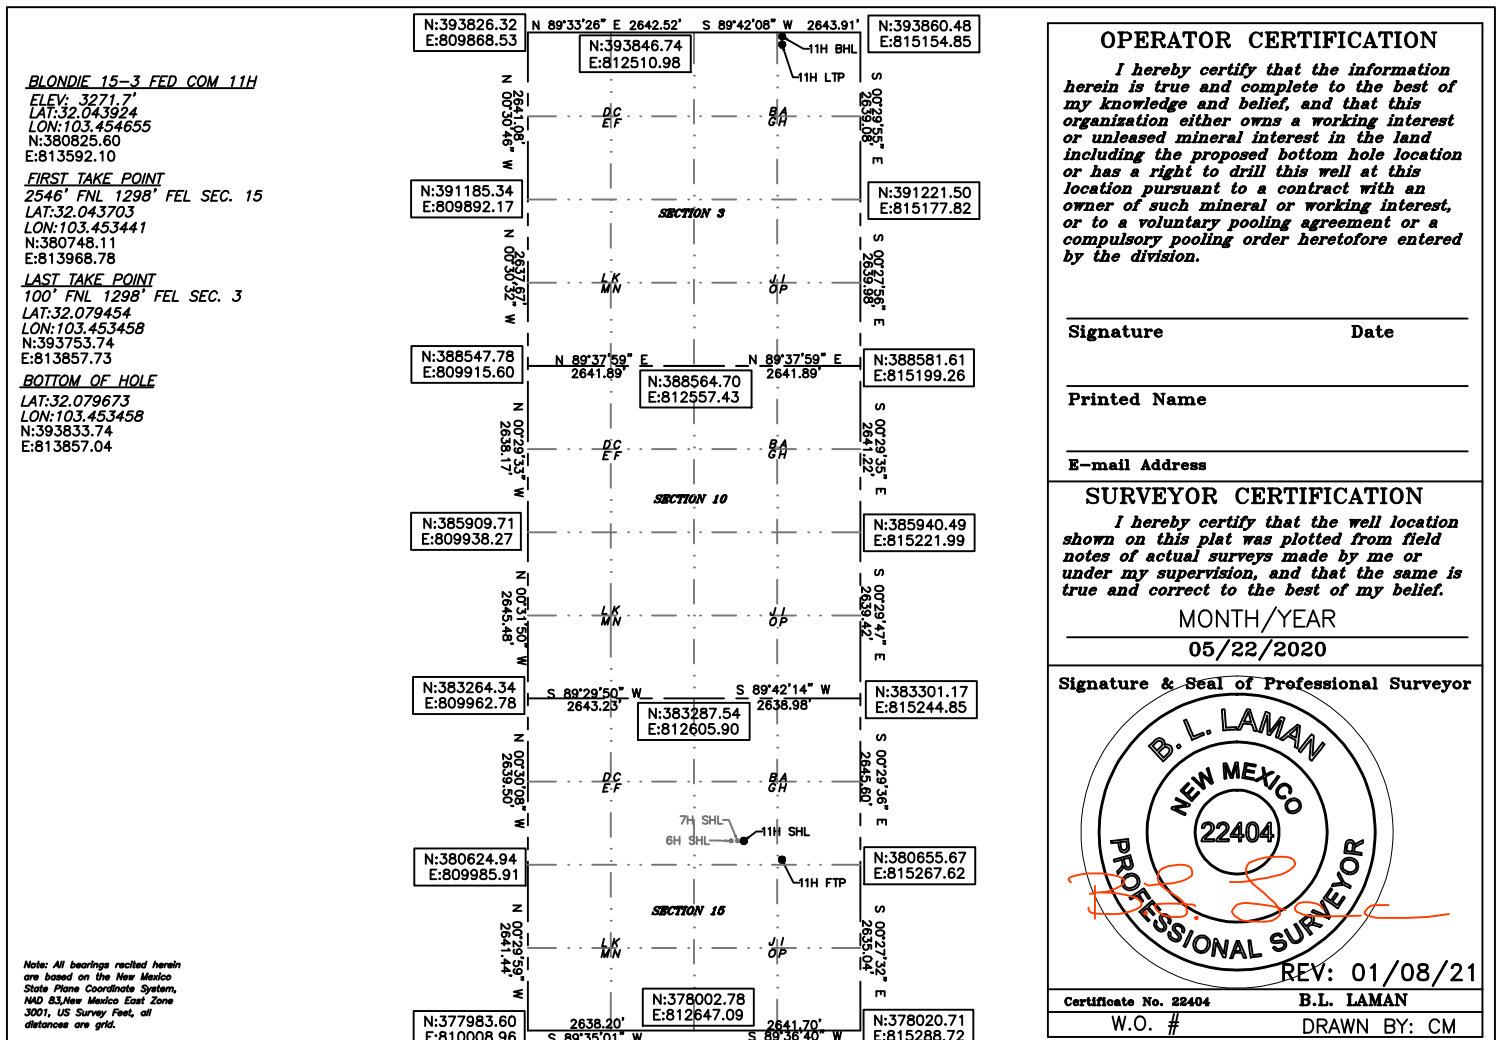 BLONDIE 15-3 FED COM 11H
ELEV: 3271.7'
LAT:32.043924
LON:103.454655
N:380825.60
E:813592.10
FIRST TAKE POINT
2546' FNL 1298' FEL SEC. 15
LAT:32.043703
LON:103.453441
N:380748.11
E:813968.78
LAST TAKE POINT
100' FNL 1298' FEL SEC. 3
LAT:32.079454
LON:103.453458
N:393753.74
E:813857.73
BOTTOM OF HOLE
LAT:32.079673
LON:103.453458
N:393833.74
E:813857.04
Note: All bearings recited herein
are based on the New Mexico
State Plane Coordinate System,
NAD 83,New Mexico East Zone
3001, US Survey Feet, all
distances are grid.
N:393826.32
E:809868.53
N 89°33'26" E 2642.52'
S 89°42'08" W 2643.91'
N:393860.48
E:815154.85
N:393846.74
E:812510.98
11H BHL
11H LTP
N 00°30'46" W
2641.08'
D C
E F
B A
G H
S 00°29'55" E
2639.08'
N:391185.34
E:809892.17
SECTION 3
N:391221.50
E:815177.82
N 00°30'32" W
2637.67'
L K
M N
J I
O P
S 00°27'56" E
2639.98'
N:388547.78
E:809915.60
N 89°37'59" E
2641.89'
N 89°37'59" E
2641.89'
N:388581.61
E:815199.26
N:388564.70
E:812557.43
N 00°29'33" W
2638.17'
D C
E F
B A
G H
S 00°29'35" E
2641.22'
SECTION 10
N:385909.71
E:809938.27
N:385940.49
E:815221.99
N 00°31'50" W
2645.48'
L K
M N
J I
O P
S 00°29'47" E
2639.42'
N:383264.34
E:809962.78
S 89°29'50" W
2643.23'
S 89°42'14" W
2638.98'
N:383301.17
E:815244.85
N:383287.54
E:812605.90
N 00°30'08" W
2639.50'
D C
E F
B A
G H
S 00°29'36" E
2645.60'
7H SHL
6H SHL
11H SHL
N:380624.94
E:809985.91
N:380655.67
E:815267.62
11H FTP
SECTION 15
N 00°29'59" W
2641.44'
L K
M N
J I
O P
S 00°27'32" E
2635.04'
N:378002.78
E:812647.09
N:377983.60
E:810008.96
2638.20'
S 89°35'01" W
2641.70'
S 89°36'40" W
N:378020.71
E:815288.72
OPERATOR CERTIFICATION
I hereby certify that the information
herein is true and complete to the best of
my knowledge and belief, and that this
organization either owns a working interest
or unleased mineral interest in the land
including the proposed bottom hole location
or has a right to drill this well at this
location pursuant to a contract with an
owner of such mineral or working interest,
or to a voluntary pooling agreement or a
compulsory pooling order heretofore entered
by the division.
Signature Date
Printed Name
E-mail Address
SURVEYOR CERTIFICATION
I hereby certify that the well location
shown on this plat was plotted from field
notes of actual surveys made by me or
under my supervision, and that the same is
true and correct to the best of my belief.
MONTH/YEAR
05/22/2020
Signature & Seal of Professional Surveyor
B. L. LAMAN
NEW MEXICO
22404
PROFESSIONAL SURVEYOR
REV: 01/08/21
Certificate No. 22404 B.L. LAMAN
W.O. # DRAWN BY: CM